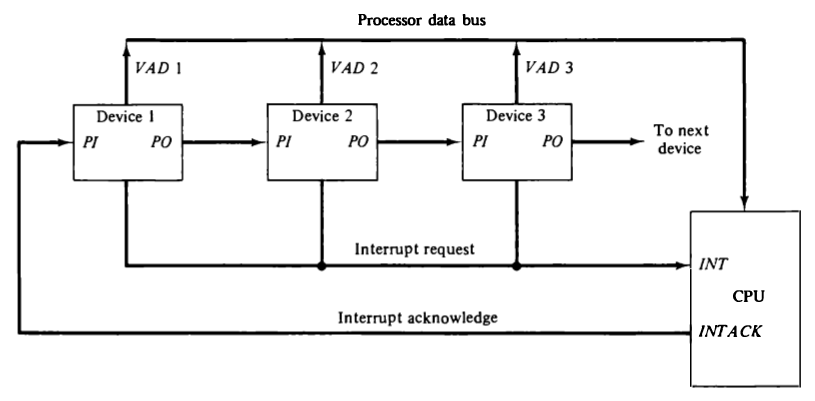 Processor data bus
VAD 1
VAD 2
VAD 3
Device 1
PI PO
Device 2
PI PO
Device 3
PI PO
To next
device
Interrupt request
INT
CPU
Interrupt acknowledge
INTACK